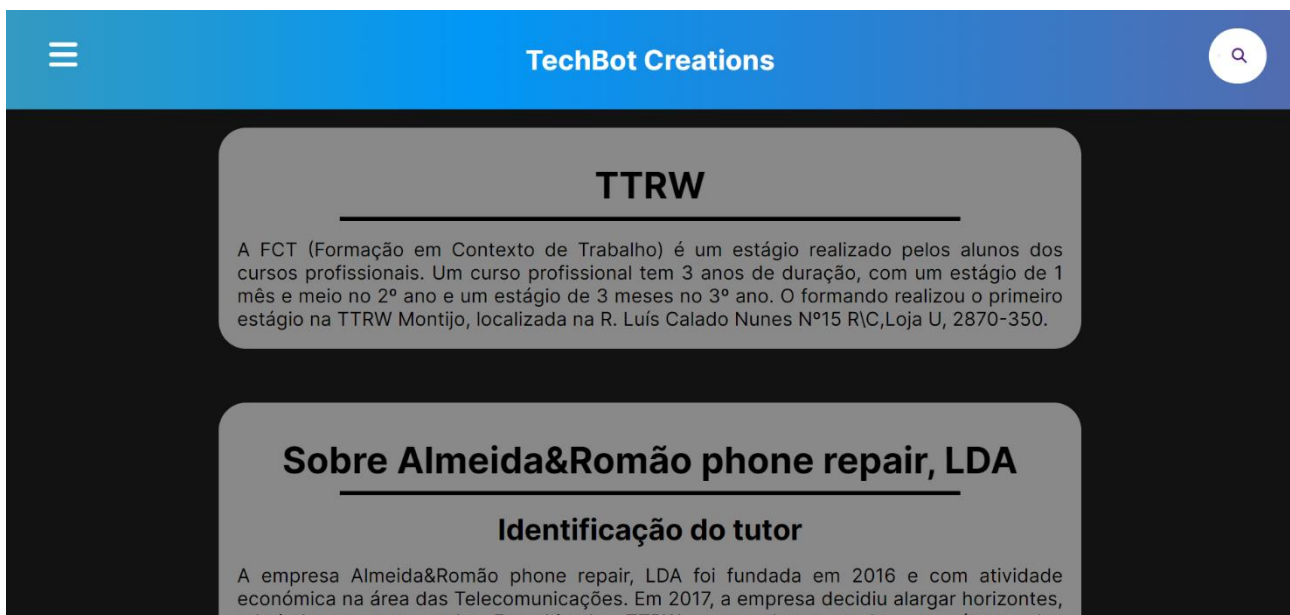 TechBot Creations
TTRW
A FCT (Formação em Contexto de Trabalho) é um estágio realizado pelos alunos dos
cursos profissionais. Um curso profissional tem 3 anos de duração, com um estágio de 1
mês e meio no 2º ano e um estágio de 3 meses no 3º ano. O formando realizou o primeiro
estágio na TTRW Montijo, localizada na R. Luís Calado Nunes Nº15 R\C,Loja U, 2870-350.
Sobre Almeida&Romão phone repair, LDA
Identificação do tutor
A empresa Almeida&Romão phone repair, LDA foi fundada em 2016 e com atividade
económica na área das Telecomunicações. Em 2017, a empresa decidiu alargar horizontes,